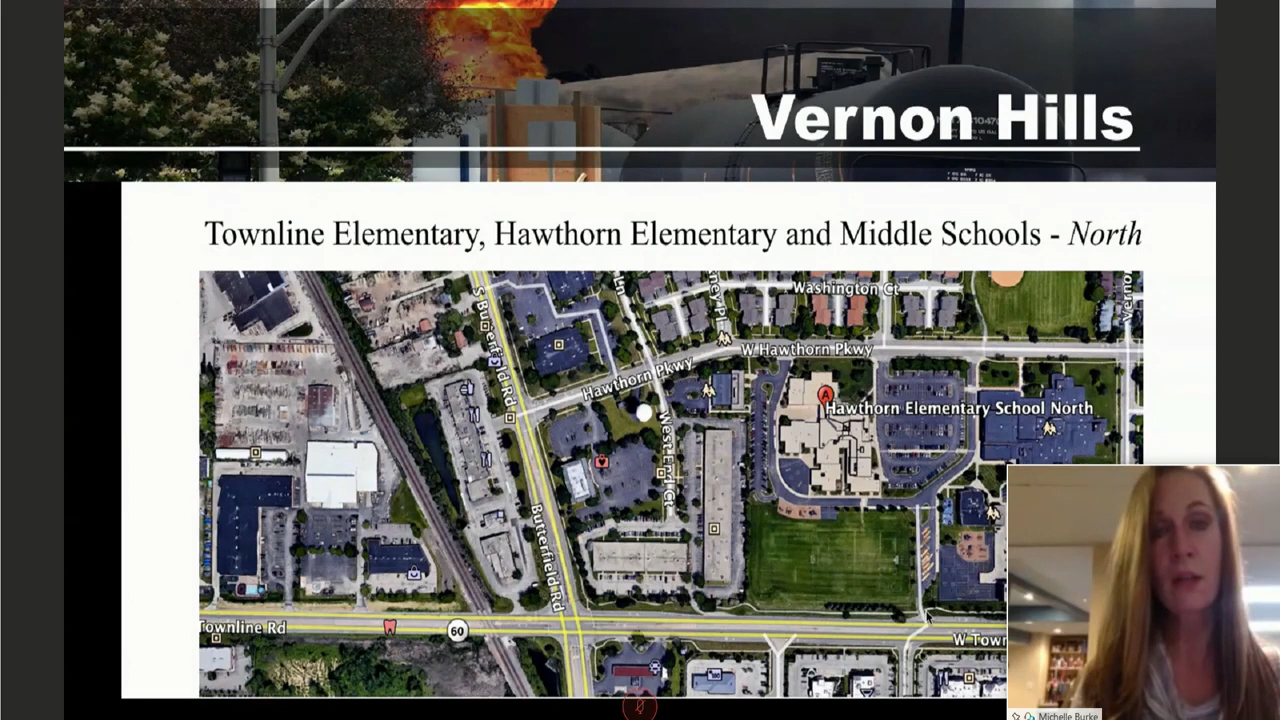 Vernon Hills
Townline Elementary, Hawthorn Elementary and Middle Schools - North
Washington Ct
W Hawthorn Pkwy
Hawthorn Pkwy
S Butterfield Rd
A
Hawthorn Elementary School North
West End Ct
Butterfield Rd
Townline Rd
60
W Town
Michelle Burke